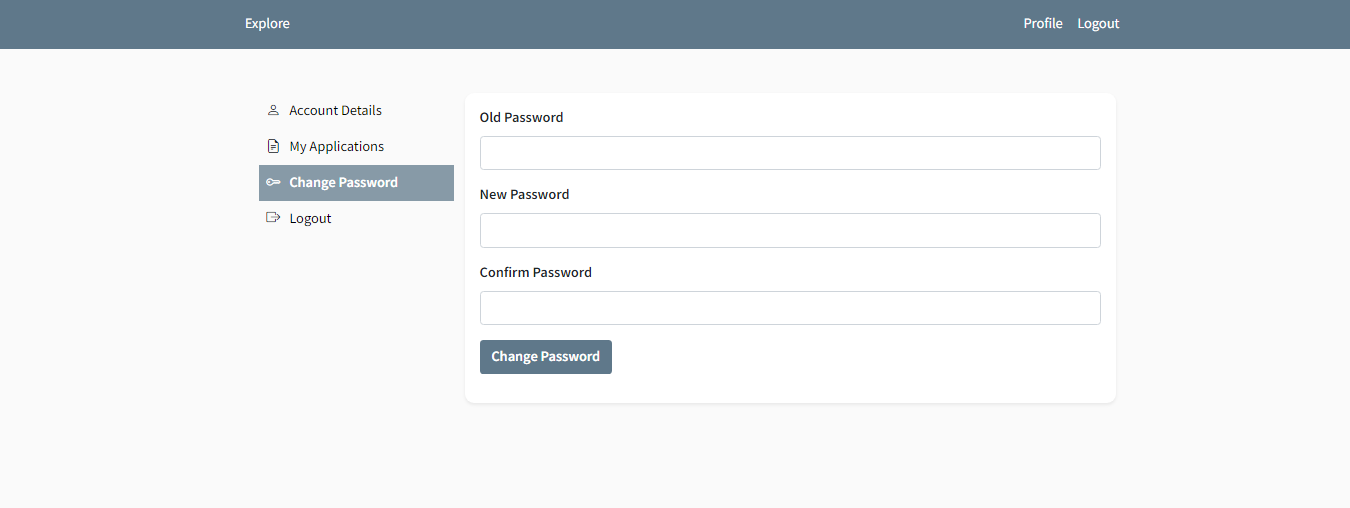 Explore
Profile
Logout
Account Details
My Applications
Change Password
Logout
Old Password
New Password
Confirm Password
Change Password